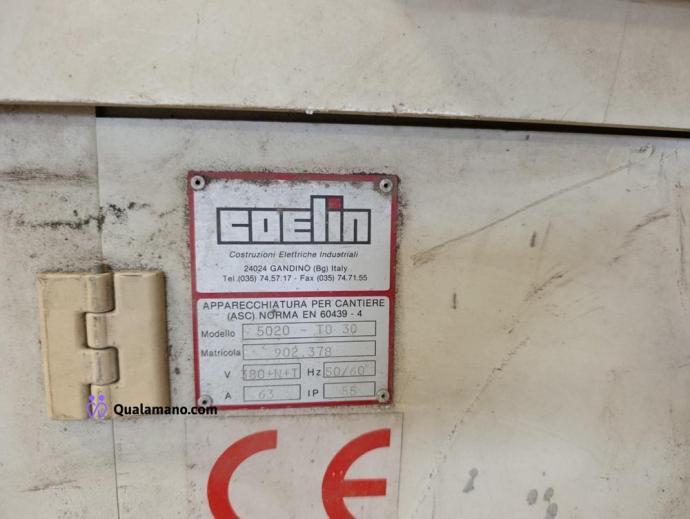 coelin
Costruzioni Elettriche Industriali
24024 GANDINO (Bg) Italy
Tel.(035) 74.57.17 - Fax (035) 74.71.55
APPARECCHIATURA PER CANTIERE
(ASC) NORMA EN 60439 - 4
Modello 5020 - TO 30
Matricola 902.378
V 380+N+T Hz 50/60
A 63 IP 55
Qualamano.com
CE